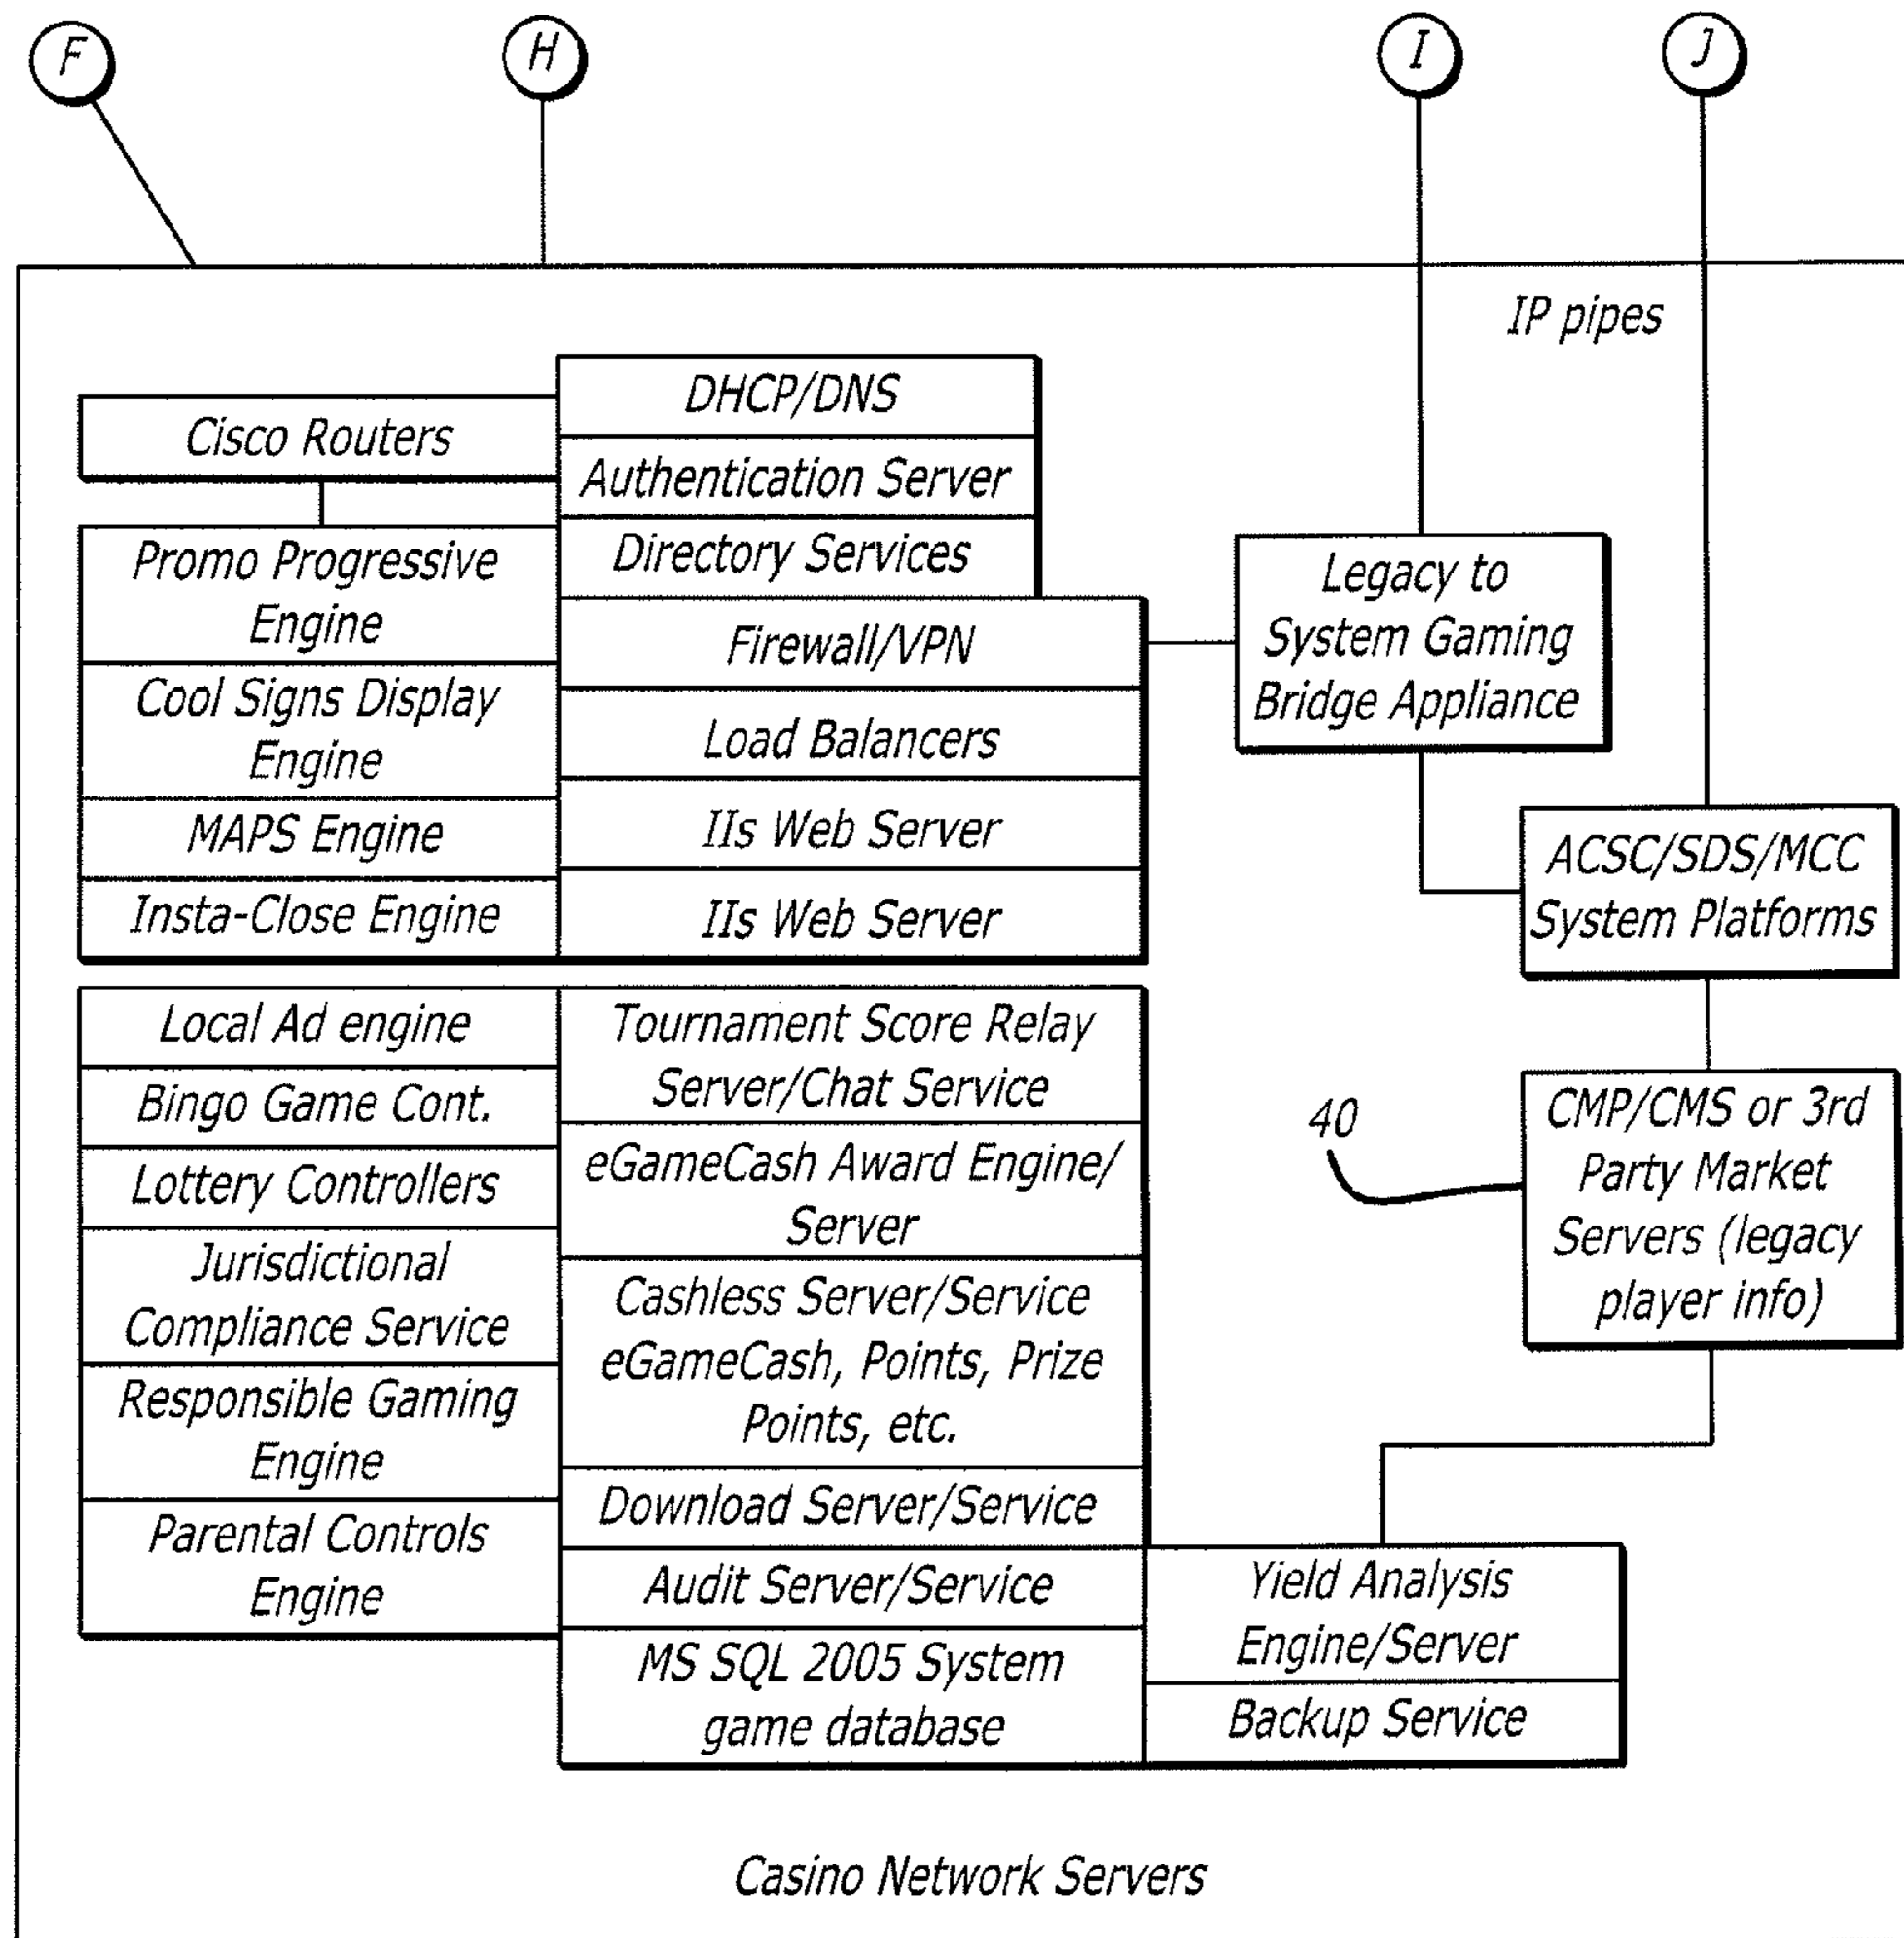 F
H
I
J
IP pipes
Cisco Routers
DHCP/DNS
Authentication Server
Directory Services
Promo Progressive
Engine
Cool Signs Display
Engine
MAPS Engine
Insta-Close Engine
Firewall/VPN
Load Balancers
IIs Web Server
IIs Web Server
Legacy to
System Gaming
Bridge Appliance
ACSC/SDS/MCC
System Platforms
Local Ad engine
Bingo Game Cont.
Lottery Controllers
Jurisdictional
Compliance Service
Responsible Gaming
Engine
Parental Controls
Engine
Tournament Score Relay
Server/Chat Service
eGameCash Award Engine/
Server
Cashless Server/Service
eGameCash, Points, Prize
Points, etc.
Download Server/Service
Audit Server/Service
MS SQL 2005 System
game database
40
CMP/CMS or 3rd
Party Market
Servers (legacy
player info)
Yield Analysis
Engine/Server
Backup Service
Casino Network Servers